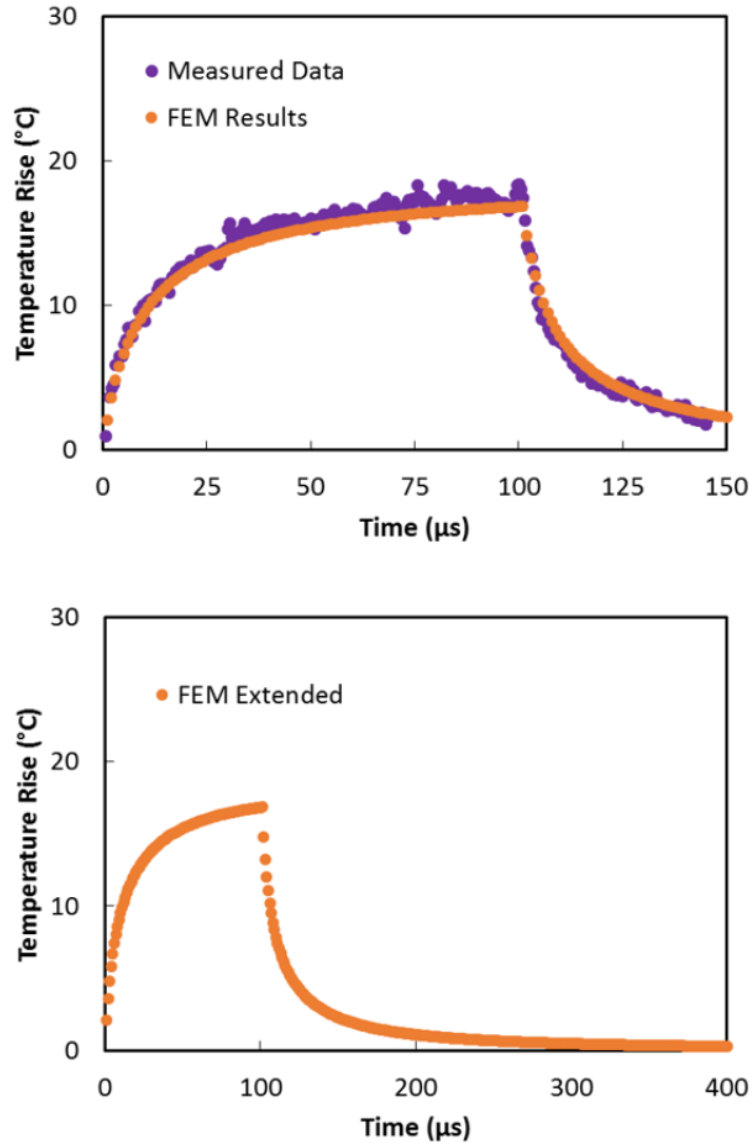 30
Measured Data
FEM Results
20
10
0
Temperature Rise (°C)
0 25 50 75 100 125 150
Time (µs)
30
FEM Extended
20
10
0
Temperature Rise (°C)
0 100 200 300 400
Time (µs)